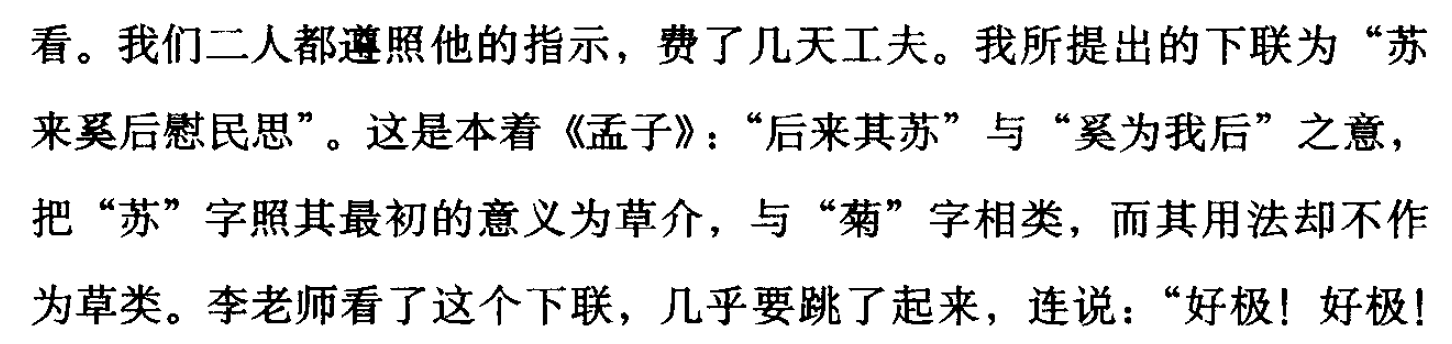 看。我们二人都遵照他的指示，费了几天工夫。我所提出的下联为“苏
来奚后慰民思”。这是本着《孟子》：“后来其苏”与“奚为我后”之意，
把“苏”字照其最初的意义为草介，与“菊”字相类，而其用法却不作
为草类。李老师看了这个下联，几乎要跳了起来，连说：“好极！好极！